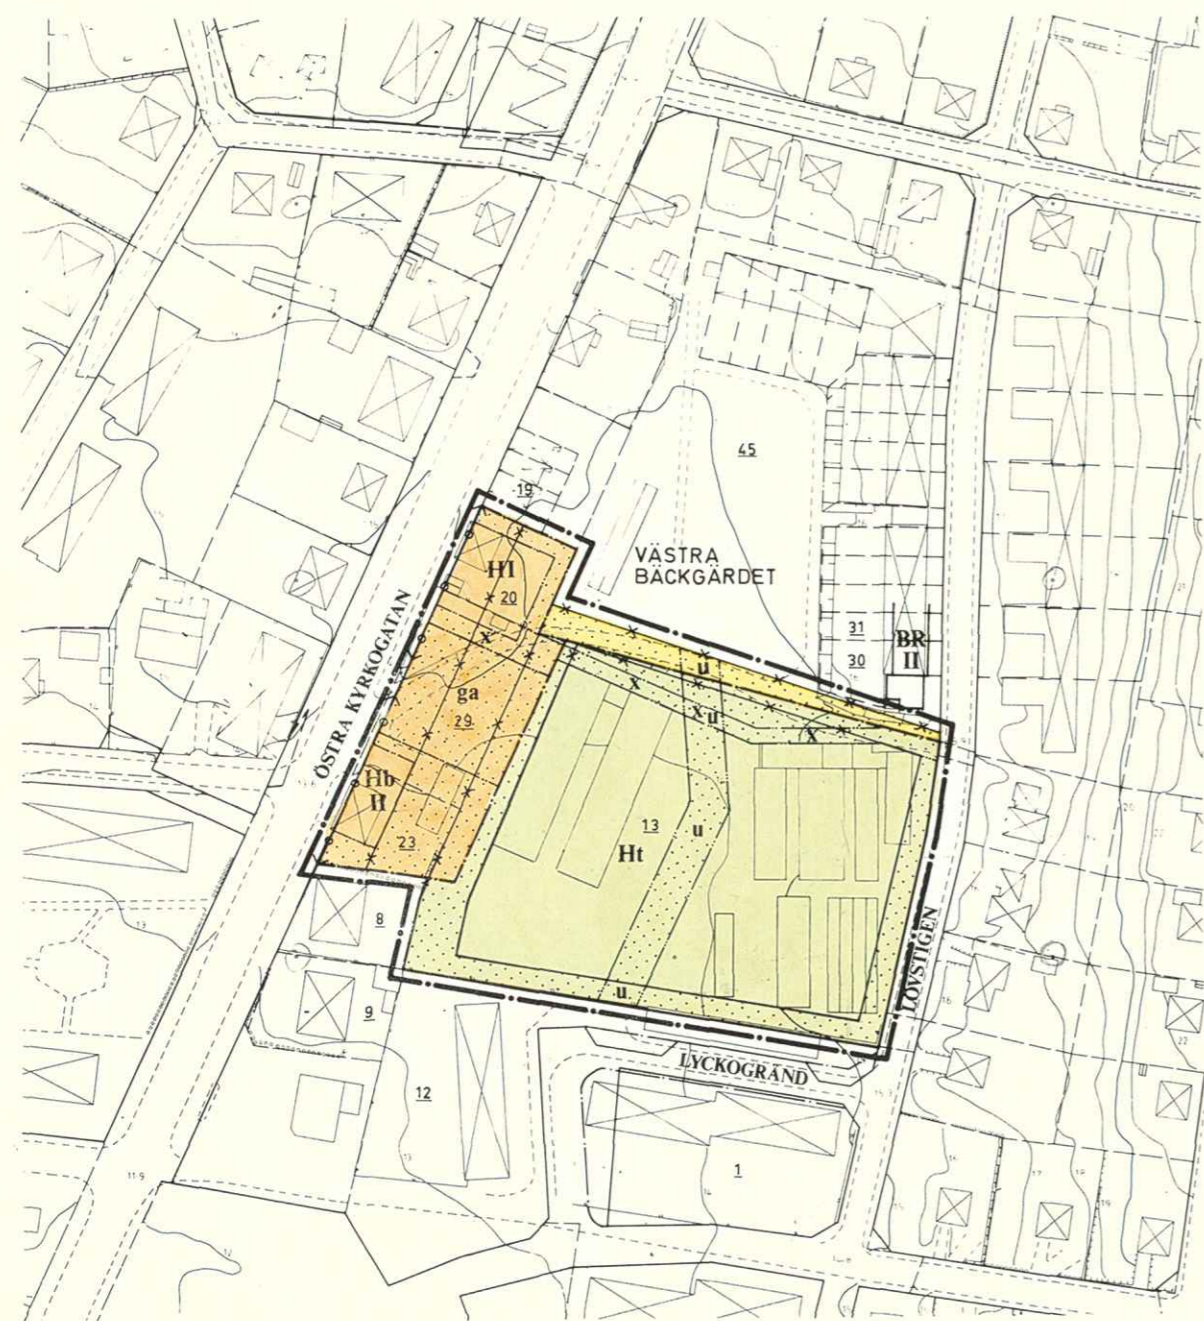 45
19
VÄSTRA
BÄCKGÄRDET
HI
20
x
31
30
BR
II
u
x
x u
x
ga
29
ÖSTRA KYRKOGATAN
Hb
II
23
13
Ht
u
8
LÖVSTIGEN
u
9
LYCKOGRÄND
12
1